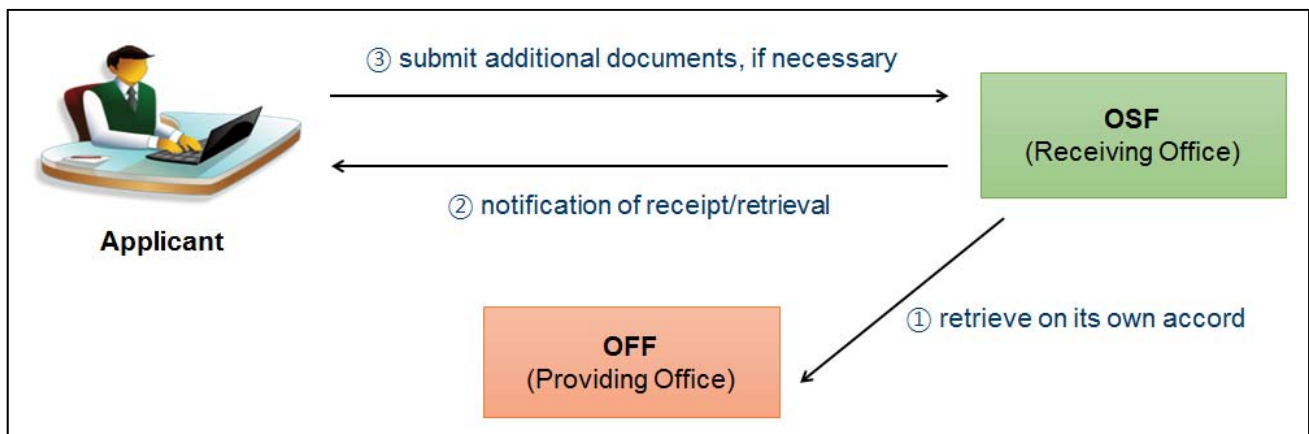 ③ submit additional documents, if necessary
OSF
(Receiving Office)
② notification of receipt/retrieval
Applicant
① retrieve on its own accord
OFF
(Providing Office)